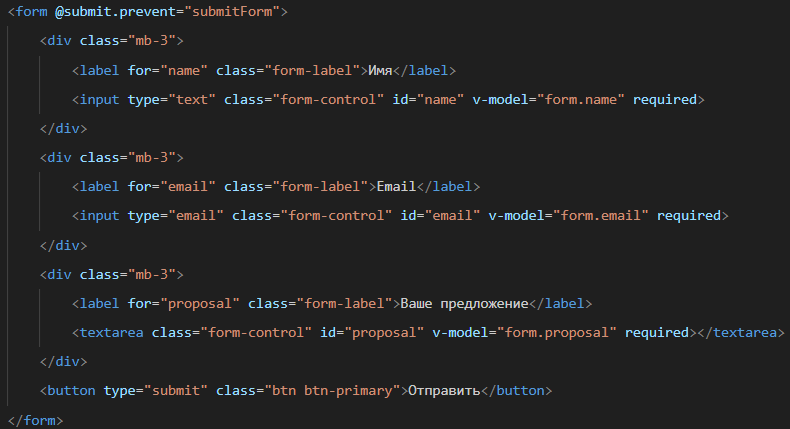 <form @submit.prevent="submitForm">
<div class="mb-3">
<label for="name" class="form-label">Имя</label>
<input type="text" class="form-control" id="name" v-model="form.name" required>
</div>
<div class="mb-3">
<label for="email" class="form-label">Email</label>
<input type="email" class="form-control" id="email" v-model="form.email" required>
</div>
<div class="mb-3">
<label for="proposal" class="form-label">Ваше предложение</label>
<textarea class="form-control" id="proposal" v-model="form.proposal" required></textarea>
</div>
<button type="submit" class="btn btn-primary">Отправить</button>
</form>